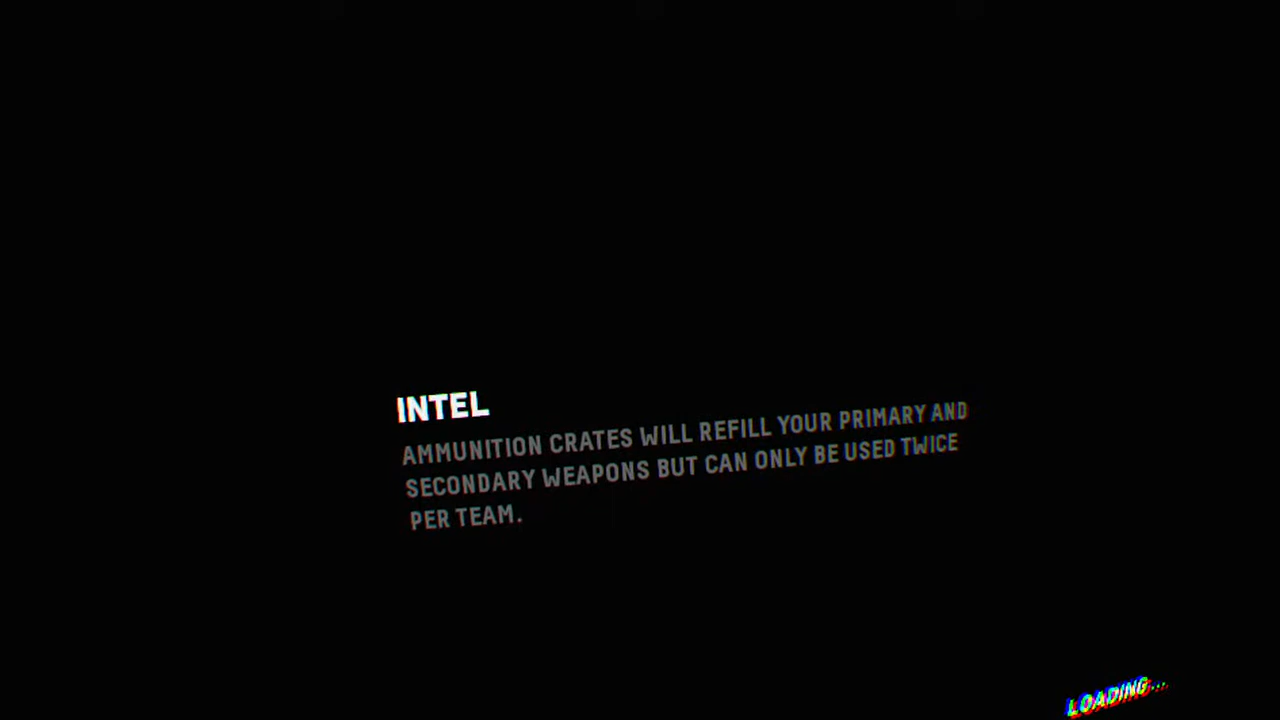 INTEL
AMMUNITION CRATES WILL REFILL YOUR PRIMARY AND
SECONDARY WEAPONS BUT CAN ONLY BE USED TWICE
PER TEAM.
LOADING...